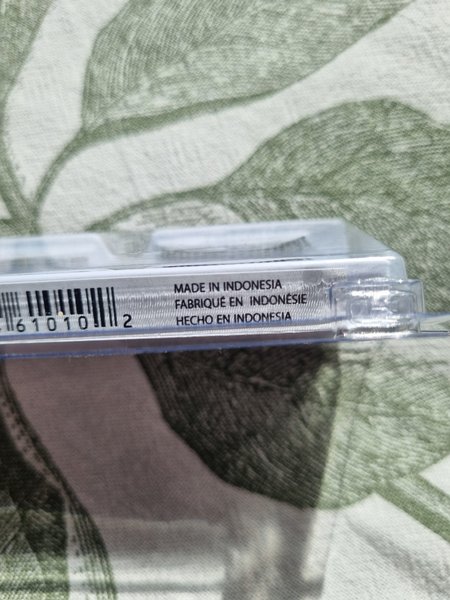 MADE IN INDONESIA
FABRIQUÉ EN INDONÉSIE
HECHO EN INDONESIA
61010 2